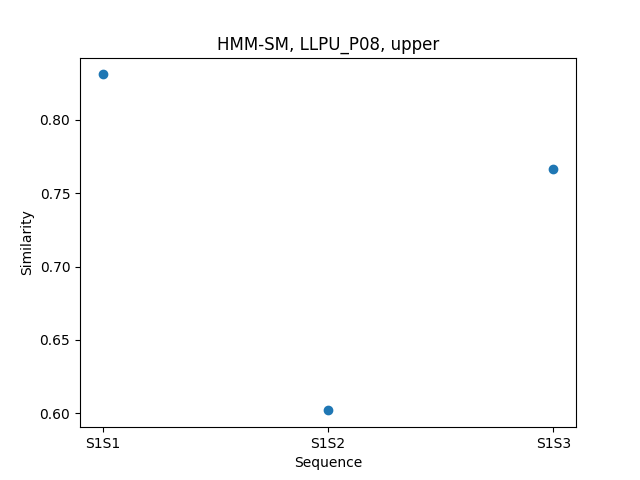 HMM-SM, LLPU_P08, upper
0.80
0.75
0.70
0.65
0.60
Similarity
S1S1 S1S2 S1S3
Sequence